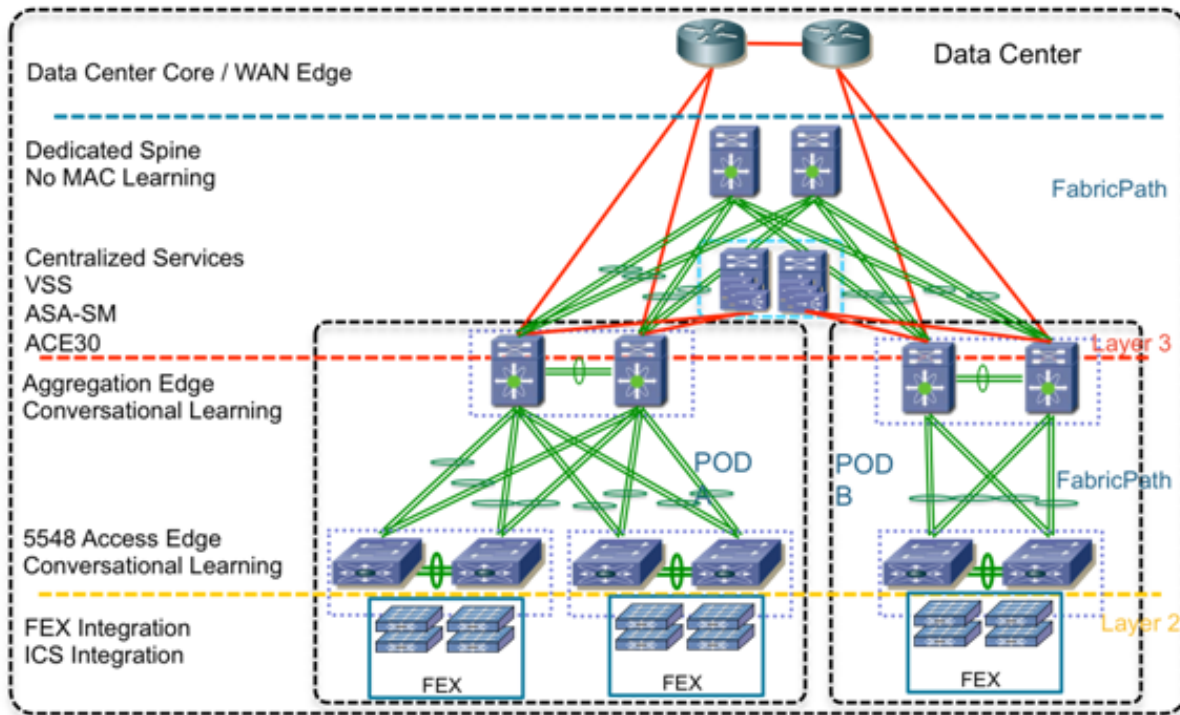 Data Center
Data Center Core / WAN Edge
Dedicated Spine
No MAC Learning
FabricPath
Centralized Services
VSS
ASA-SM
ACE30
Layer 3
Aggregation Edge
Conversational Learning
POD
A
POD
B
FabricPath
5548 Access Edge
Conversational Learning
Layer 2
FEX Integration
ICS Integration
FEX
FEX
FEX